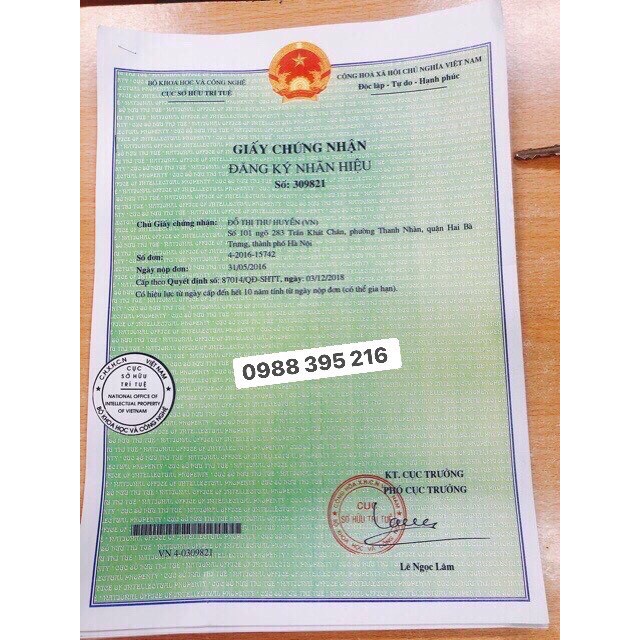 BỘ KHOA HỌC VÀ CÔNG NGHỆ
CỤC SỞ HỮU TRÍ TUỆ
CỘNG HOÀ XÃ HỘI CHỦ NGHĨA VIỆT NAM
Độc lập - Tự do - Hạnh phúc
GIẤY CHỨNG NHẬN
ĐĂNG KÝ NHÃN HIỆU
Số: 309821
Chủ Giấy chứng nhận: ĐỖ THỊ THU HUYỀN (VN)
Số 101 ngõ 283 Trần Khát Chân, phường Thanh Nhàn, quận Hai Bà
Trưng, thành phố Hà Nội
Số đơn: 4-2016-15742
Ngày nộp đơn: 31/05/2016
Cấp theo Quyết định số: 87014/QĐ-SHTT, ngày: 03/12/2018
Có hiệu lực từ ngày cấp đến hết 10 năm tính từ ngày nộp đơn (có thể gia hạn).
0988 395 216
C.H.X.H.C.N VIỆT NAM
CỤC
SỞ HỮU
TRÍ TUỆ
NATIONAL OFFICE OF
INTELLECTUAL PROPERTY
OF VIETNAM
BỘ KHOA HỌC VÀ CÔNG NGHỆ
KT. CỤC TRƯỞNG
PHÓ CỤC TRƯỞNG
CỤC
SỞ HỮU TRÍ TUỆ
VN 4-0309821
Lê Ngọc Lâm